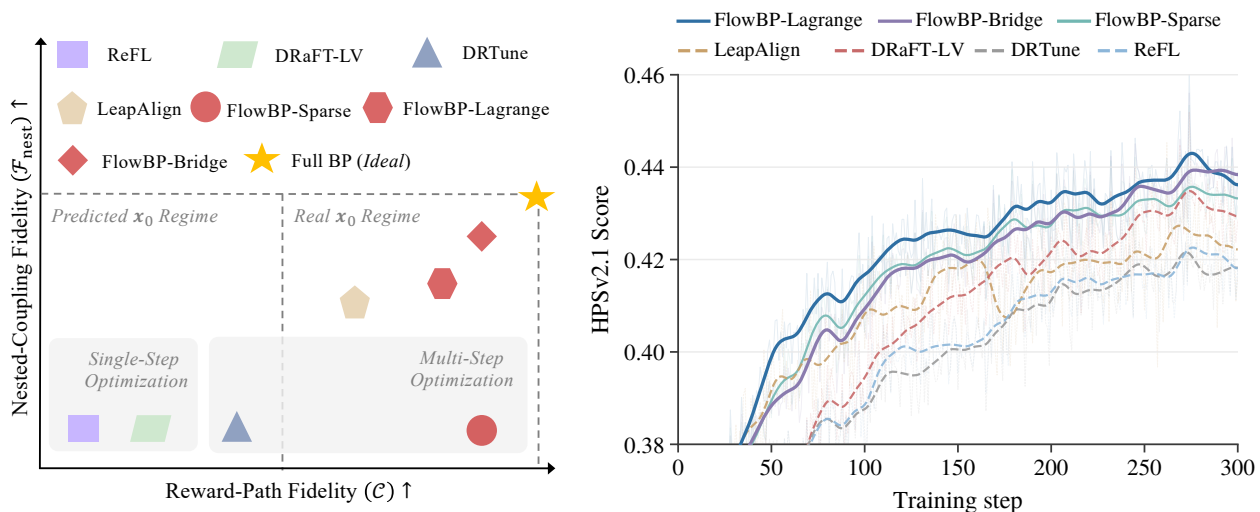 ReFL
DRaFT-LV
DRTune
LeapAlign
FlowBP-Sparse
FlowBP-Lagrange
FlowBP-Bridge
Full BP (Ideal)
Predicted x₀ Regime
Real x₀ Regime
Single-Step
Optimization
Multi-Step
Optimization
Nested-Coupling Fidelity (ℱnest) ↑
Reward-Path Fidelity (𝒞) ↑
FlowBP-Lagrange FlowBP-Bridge FlowBP-Sparse
LeapAlign DRaFT-LV DRTune ReFL
0.46
0.44
0.42
0.40
0.38
HPSv2.1 Score
0 50 100 150 200 250 300
Training step